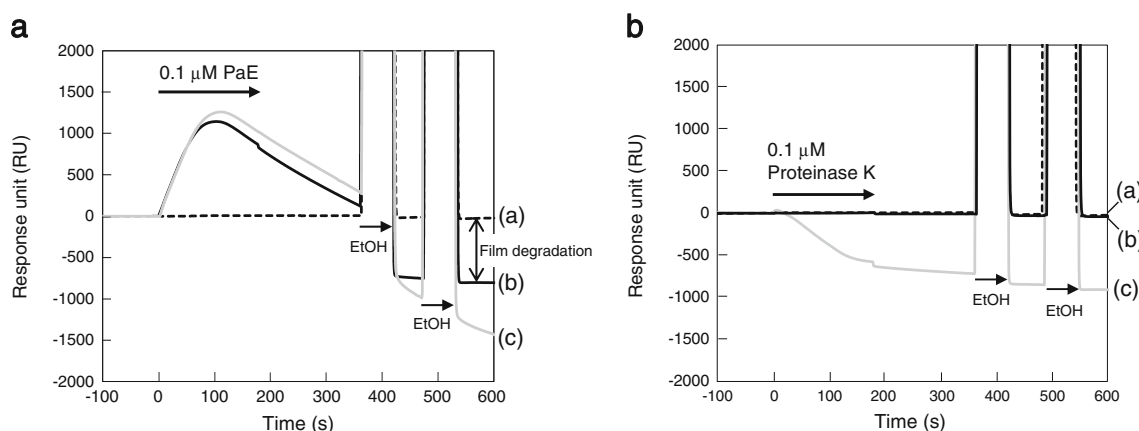 a
2000
1500
1000
500
0
-500
-1000
-1500
-2000
Response unit (RU)
0.1 μM PaE
EtOH
EtOH
Film degradation
(a)
(b)
(c)
-100 0 100 200 300 400 500 600
Time (s)
b
2000
1500
1000
500
0
-500
-1000
-1500
-2000
Response unit (RU)
0.1 μM
Proteinase K
EtOH
EtOH
(a)
(b)
(c)
-100 0 100 200 300 400 500 600
Time (s)